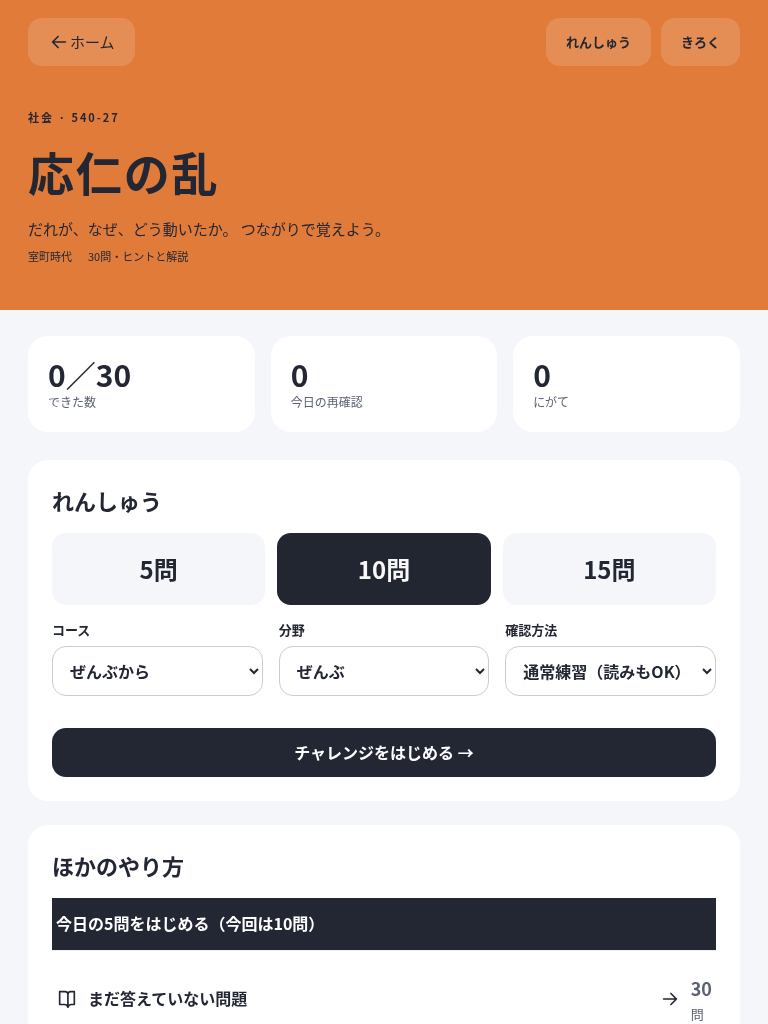 ← ホーム
れんしゅう
きろく
社会 · 540-27
応仁の乱
だれが、なぜ、どう動いたか。 つながりで覚えよう。
室町時代 30問・ヒントと解説
0／30
できた数
0
今日の再確認
0
にがて
れんしゅう
5問
10問
15問
コース
分野
確認方法
ぜんぶから
ぜんぶ
通常練習（読みもOK）
チャレンジをはじめる →
ほかのやり方
今日の5問をはじめる（今回は10問）
まだ答えていない問題
→
30
問